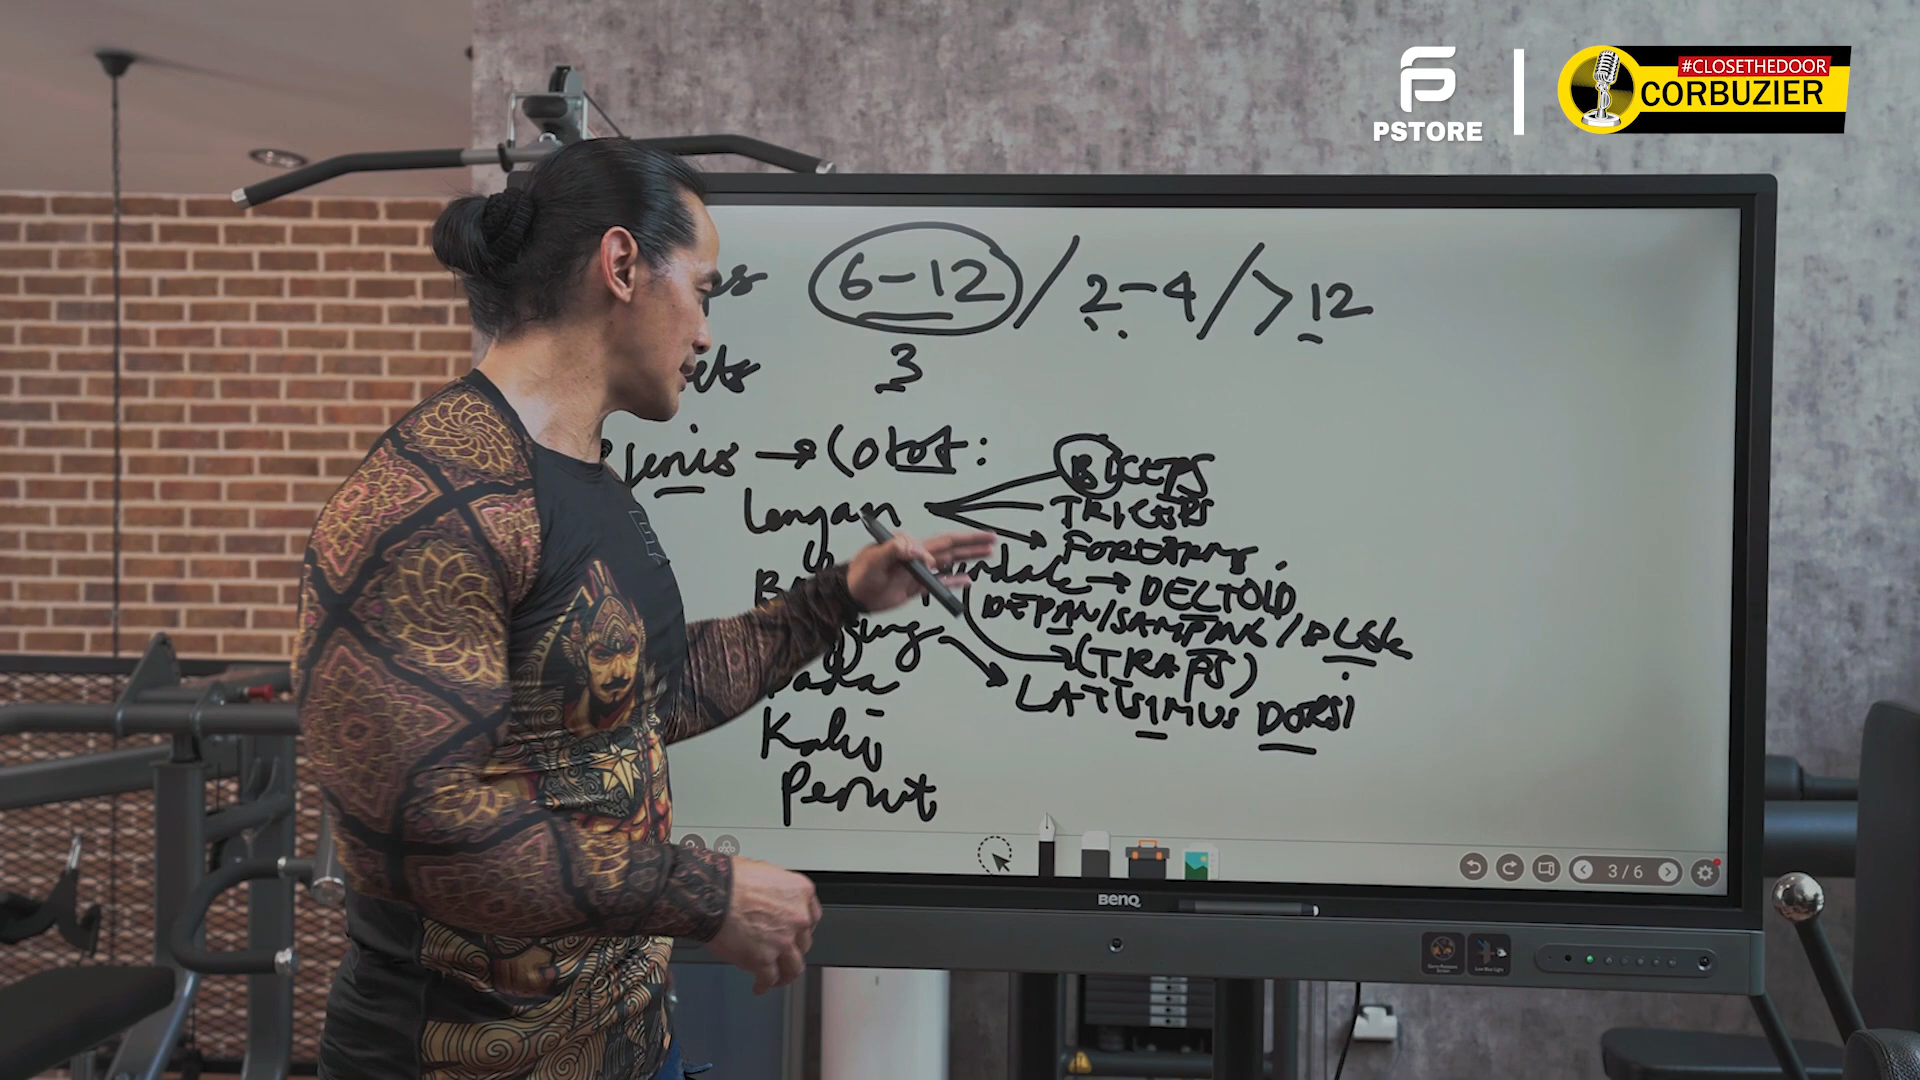 PSTORE
#CLOSETHEDOOR
CORBUZIER
6-12 / 2-4 / >12
3
Jenis → (otot:
BICEPS
Lengan TRICEPS
FOREARMS
→ DELTOID
DEPAN/SAMPING/BLKG
(TRAPS)
LATISIMUS DORSI
Kaki
Perut
3/6
BenQ